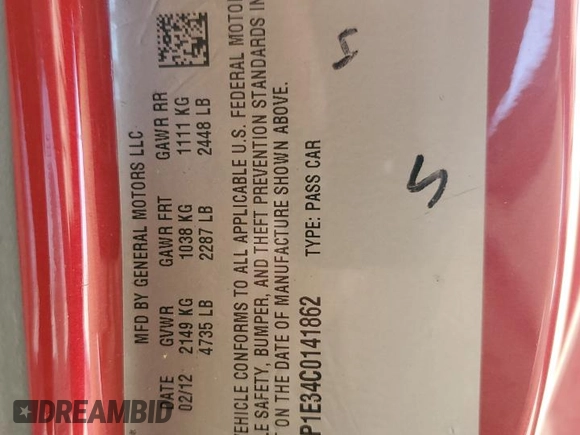 MFD BY GENERAL MOTORS LLC
DATE GVWR GAWR FRT GAWR RR
02/12 2149 KG 1038 KG 1111 KG
4735 LB 2287 LB 2448 LB
VEHICLE CONFORMS TO ALL APPLICABLE U.S. FEDERAL MOTOR
SAFETY, BUMPER, AND THEFT PREVENTION STANDARDS IN
ON THE DATE OF MANUFACTURE SHOWN ABOVE.
P1E34C0141862 TYPE: PASS CAR
DREAMBID